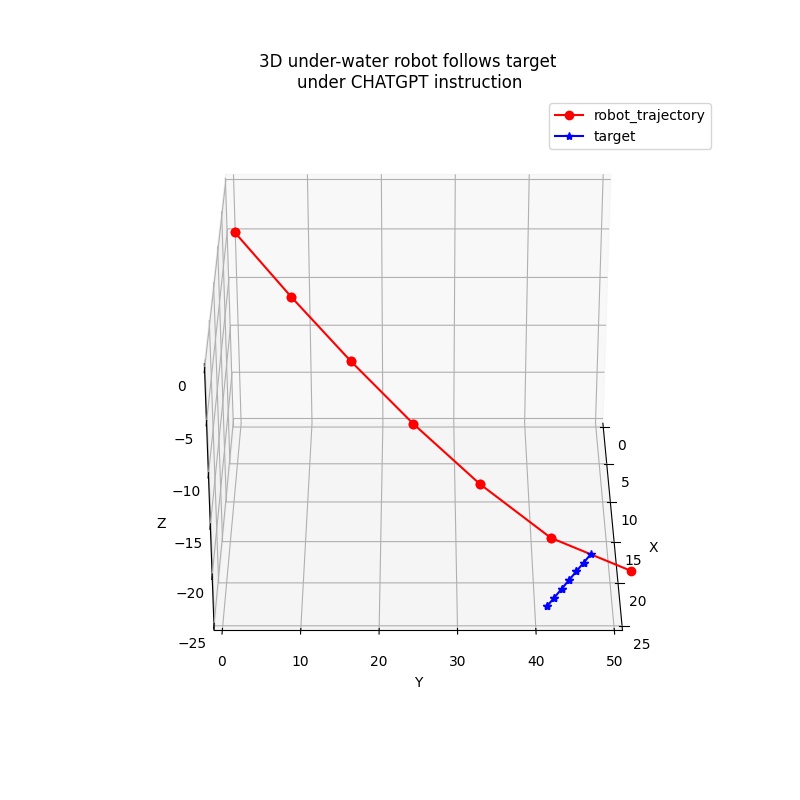 3D under-water robot follows target
under CHATGPT instruction
robot_trajectory
target
0
−5
−10
−15
−20
−25
Z
0
5
10
15
20
25
X
0
10
20
30
40
50
Y